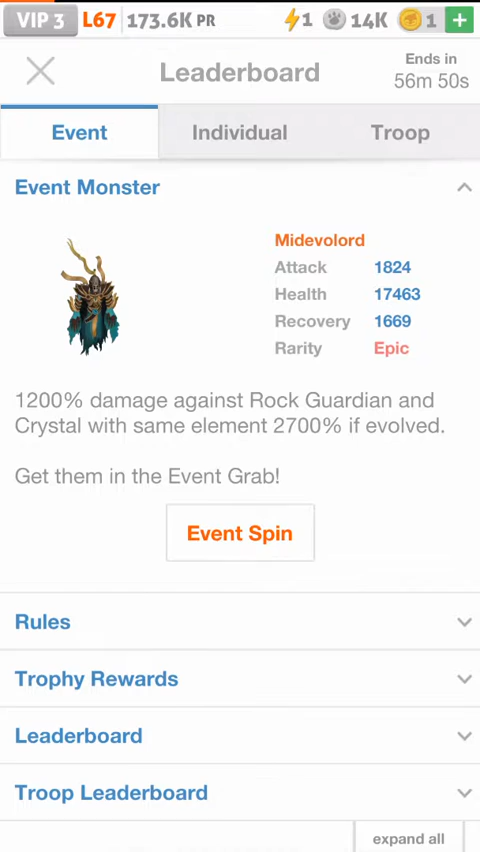 VIP 3 L67 173.6K PR 1 14K 1 +
Leaderboard
Ends in
56m 50s
Event Individual Troop
Event Monster
Midevolord
Attack 1824
Health 17463
Recovery 1669
Rarity Epic
1200% damage against Rock Guardian and
Crystal with same element 2700% if evolved.
Get them in the Event Grab!
Event Spin
Rules
Trophy Rewards
Leaderboard
Troop Leaderboard
expand all